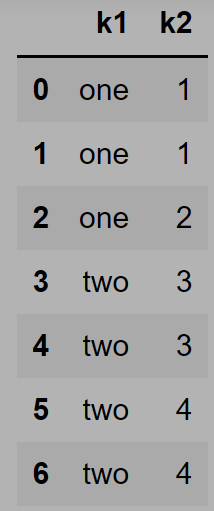 k1 k2
0 one 1
1 one 1
2 one 2
3 two 3
4 two 3
5 two 4
6 two 4